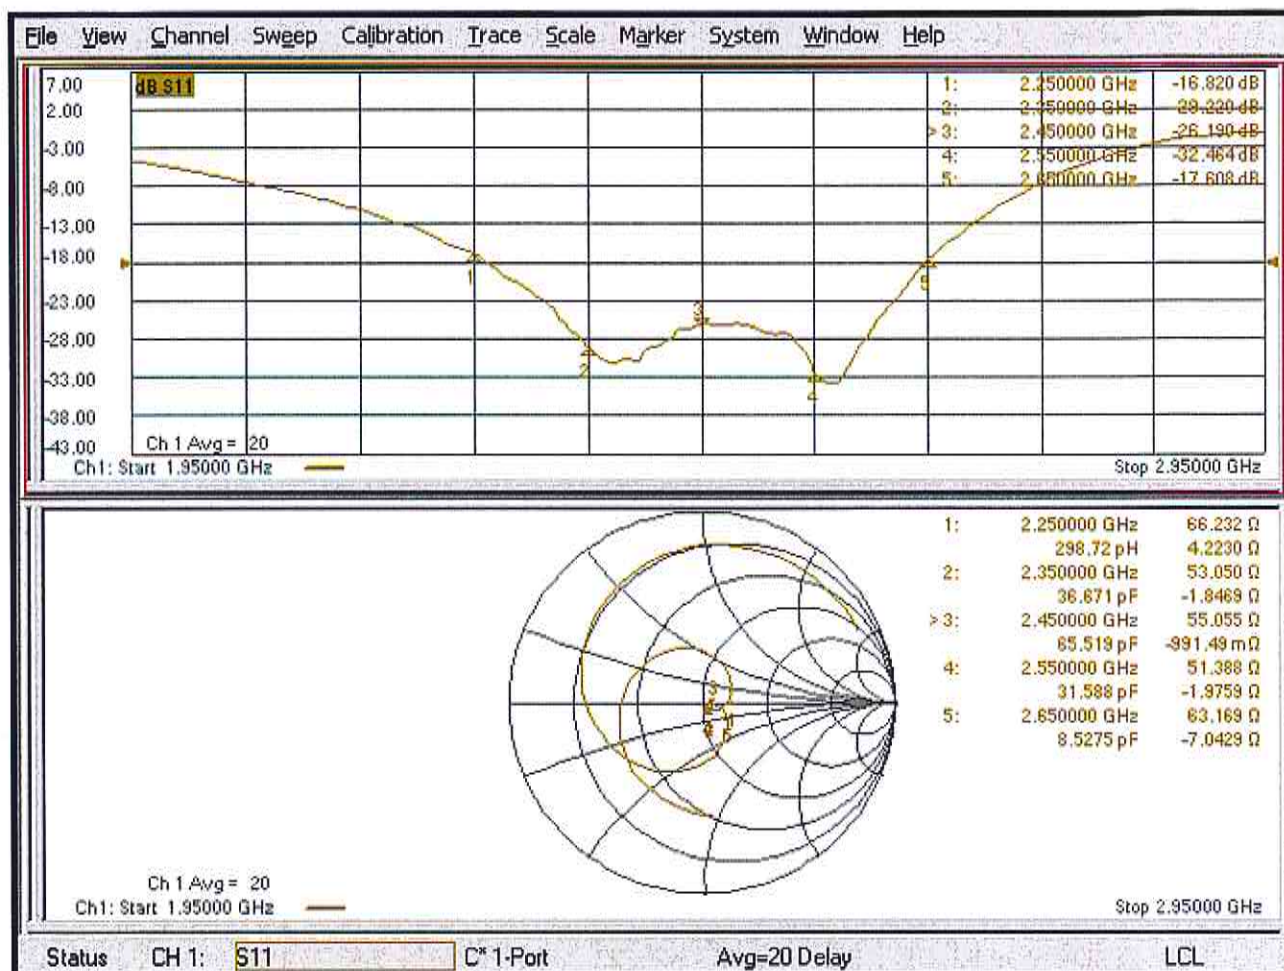 File View Channel Sweep Calibration Trace Scale Marker System Window Help
7.00
2.00
-3.00
-8.00
-13.00
-18.00
-23.00
-28.00
-33.00
-38.00
-43.00
dB S11
1: 2.250000 GHz -16.820 dB
2: 2.350000 GHz -29.220 dB
> 3: 2.450000 GHz -26.190 dB
4: 2.550000 GHz -32.464 dB
5: 2.650000 GHz -17.608 dB
1
2
3
4
5
Ch 1 Avg = 20
Ch1: Start 1.95000 GHz
Stop 2.95000 GHz
1: 2.250000 GHz 66.232 Ω
298.72 pH 4.2230 Ω
2: 2.350000 GHz 53.050 Ω
36.671 pF -1.8469 Ω
> 3: 2.450000 GHz 55.055 Ω
65.519 pF -991.49 mΩ
4: 2.550000 GHz 51.388 Ω
31.588 pF -1.9759 Ω
5: 2.650000 GHz 63.169 Ω
8.5275 pF -7.0429 Ω
3
Ch 1 Avg = 20
Ch1: Start 1.95000 GHz
Stop 2.95000 GHz
Status CH 1: S11 C* 1-Port Avg=20 Delay LCL